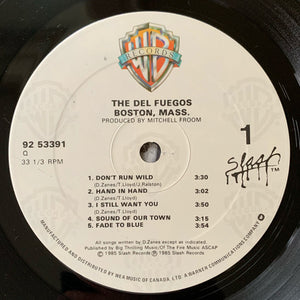 WB
RECORDS
THE DEL FUEGOS
BOSTON, MASS.
PRODUCED BY MITCHELL FROOM
92 53391
Q
33 1/3 RPM
1
Slash
1. DON'T RUN WILD 3:30
(D.Zanes/T.Lloyd/J.Ralston)
2. HAND IN HAND 3:02
(D.Zanes/T.Lloyd)
3. I STILL WANT YOU 3:30
(D.Zanes/T.Lloyd)
4. SOUND OF OUR TOWN 3:15
5. FADE TO BLUE 3:54
All songs written by D.Zanes except as indicated.
Published by Big Thrilling Music/Of The Fire Music ASCAP
© 1985 Slash Records ℗ 1985 Slash Records
MANUFACTURED AND DISTRIBUTED BY WEA MUSIC OF CANADA, LTD. A WARNER COMMUNICATIONS COMPANY